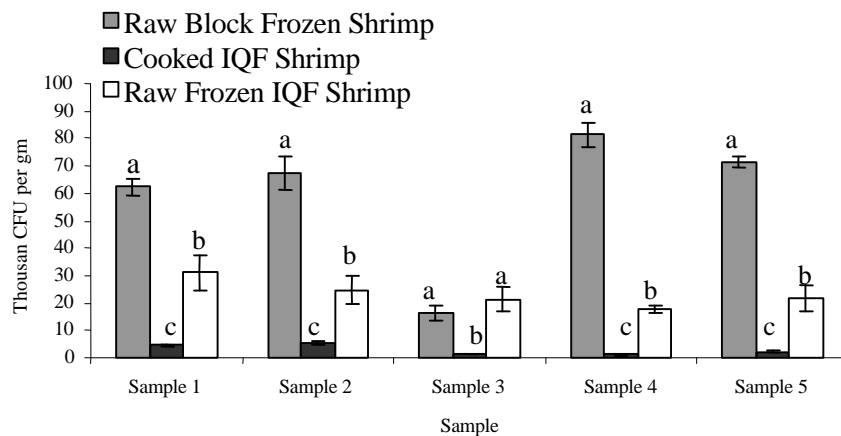 Raw Block Frozen Shrimp
Cooked IQF Shrimp
Raw Frozen IQF Shrimp
Thousan CFU per gm
100
90
80
70
60
50
40
30
20
10
0
a
c
b
a
c
b
a
b
a
a
c
b
a
c
b
Sample 1
Sample 2
Sample 3
Sample 4
Sample 5
Sample